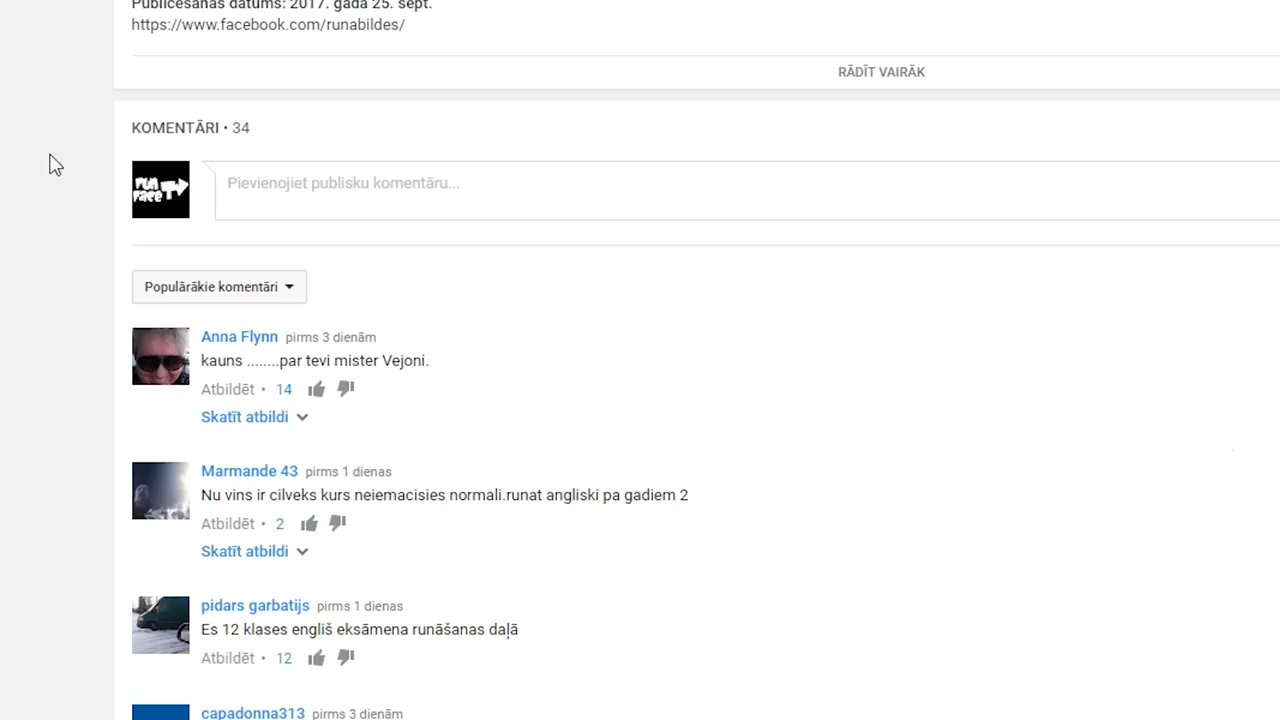 Publicēšanas datums: 2017. gada 25. sept.
https://www.facebook.com/runabildes/
RĀDĪT VAIRĀK
KOMENTĀRI • 34
RUN FACE TV
Pievienojiet publisku komentāru...
Populārākie komentāri
Anna Flynn pirms 3 dienām
kauns ........par tevi mister Vejoni.
Atbildēt • 14
Skatīt atbildi
Marmande 43 pirms 1 dienas
Nu vins ir cilveks kurs neiemacisies normali.runat angliski pa gadiem 2
Atbildēt • 2
Skatīt atbildi
pidars garbatijs pirms 1 dienas
Es 12 klases engliš eksāmena runāšanas daļā
Atbildēt • 12
capadonna313 pirms 3 dienām